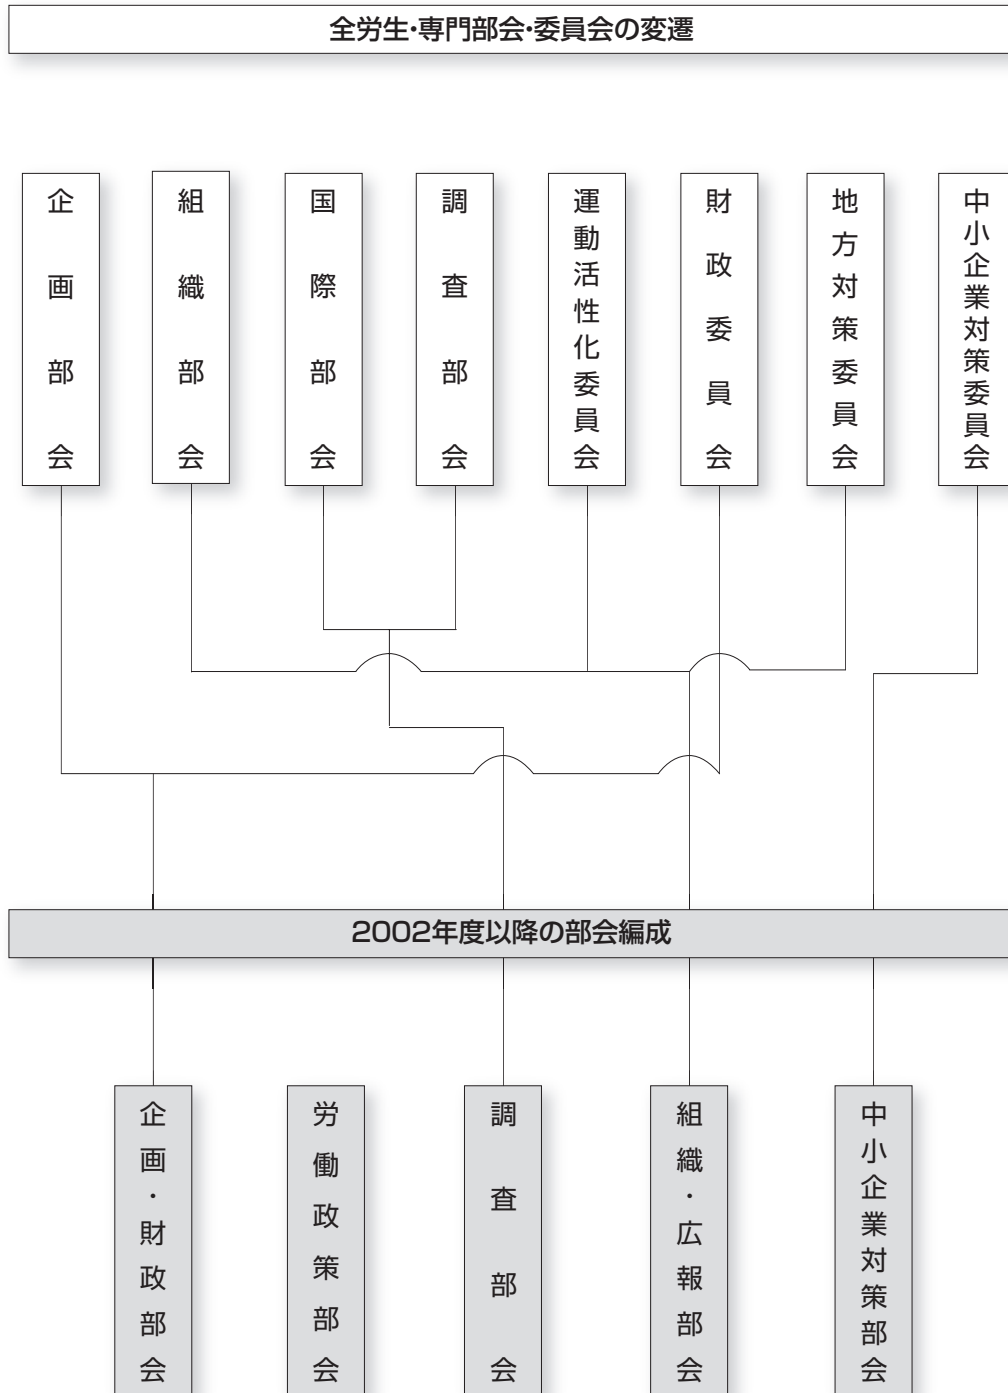 全労生・専門部会・委員会の変遷
企画部会
組織部会
国際部会
調査部会
運動活性化委員会
財政委員会
地方対策委員会
中小企業対策委員会
2002年度以降の部会編成
企画・財政部会
労働政策部会
調査部会
組織・広報部会
中小企業対策部会